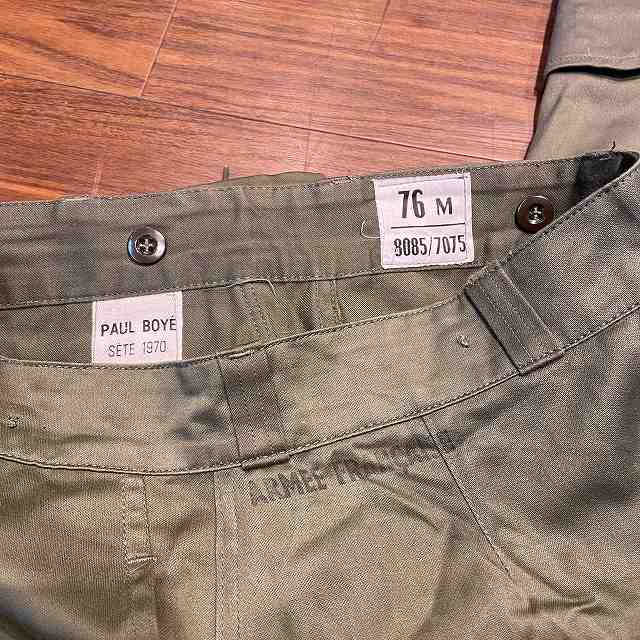 76 M
8085/7075
PAUL BOYÉ
SÈTE 1970
ARMÉE FRANÇAISE